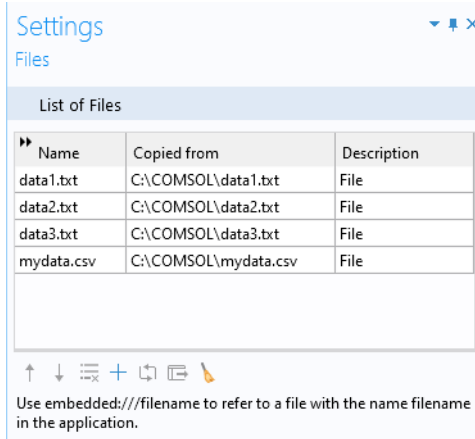 Settings
Files
List of Files
Name Copied from Description
data1.txt C:\COMSOL\data1.txt File
data2.txt C:\COMSOL\data2.txt File
data3.txt C:\COMSOL\data3.txt File
mydata.csv C:\COMSOL\mydata.csv File
Use embedded:///filename to refer to a file with the name filename
in the application.